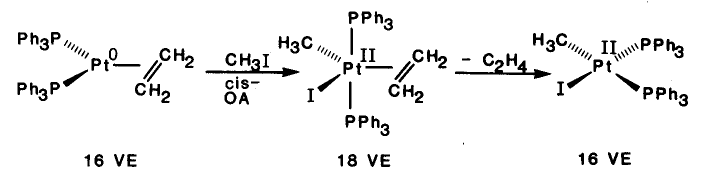 Ph3P
Ph3P
Pt0
CH2
CH2
16 VE
CH3I
cis-
OA
PPh3
H3C
II
Pt
I
CH2
CH2
PPh3
18 VE
- C2H4
H3C
II
Pt
I
PPh3
PPh3
16 VE